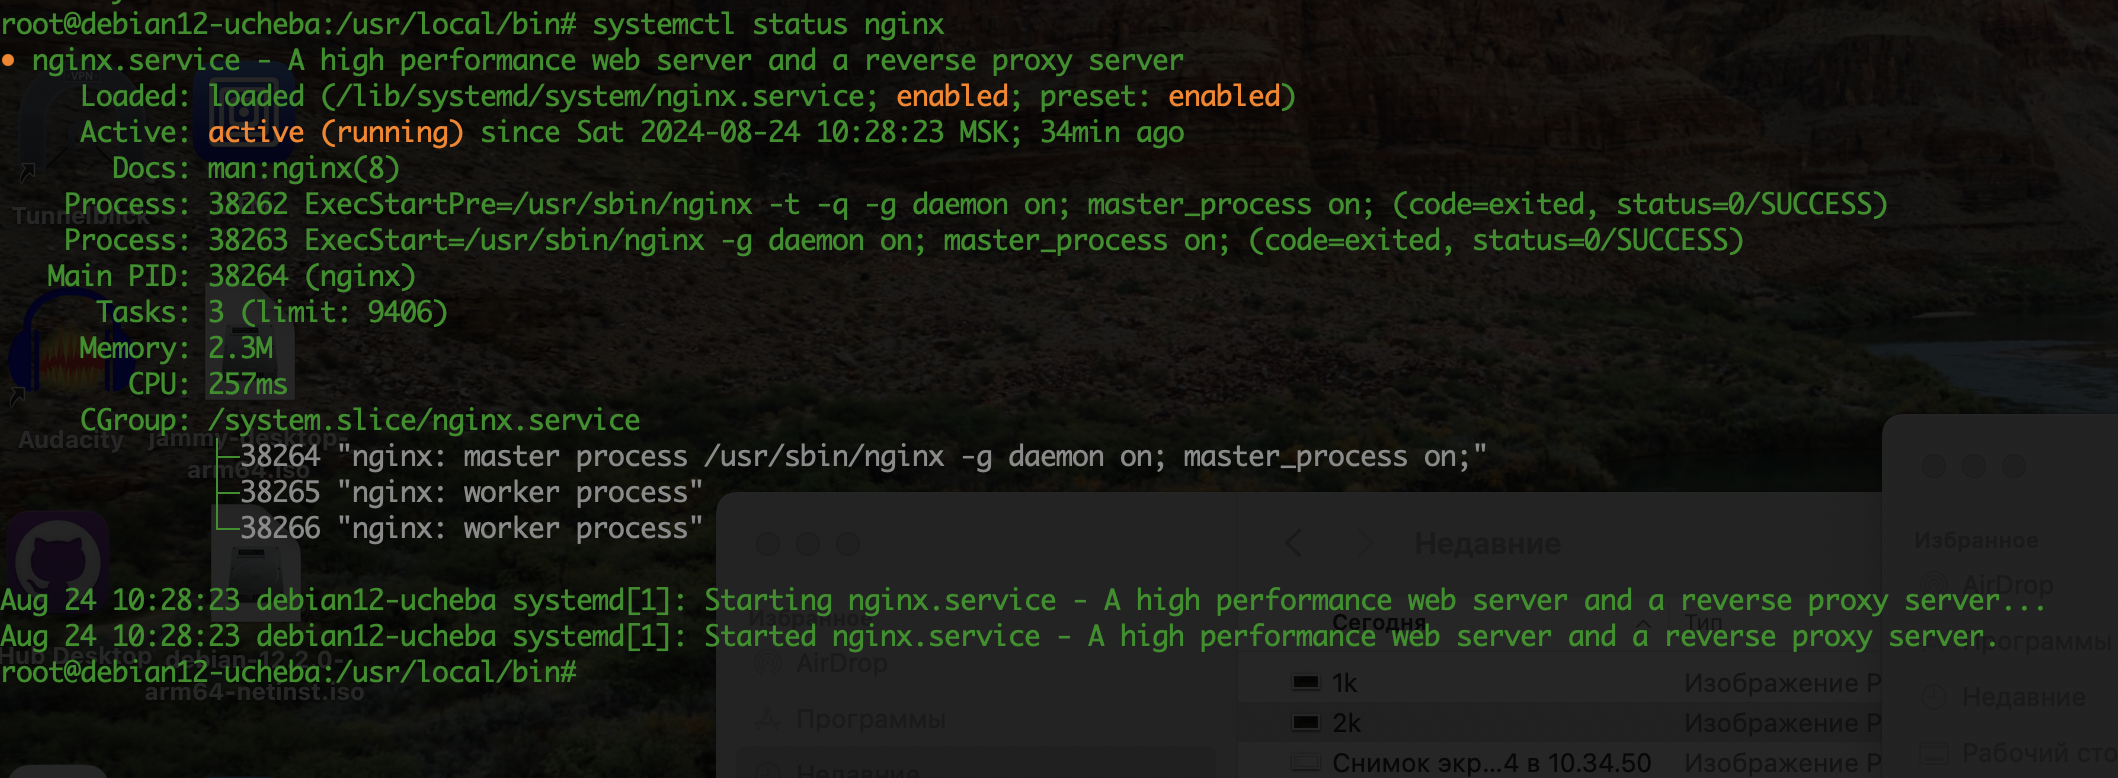 root@debian12-ucheba:/usr/local/bin# systemctl status nginx
● nginx.service - A high performance web server and a reverse proxy server
Loaded: loaded (/lib/systemd/system/nginx.service; enabled; preset: enabled)
Active: active (running) since Sat 2024-08-24 10:28:23 MSK; 34min ago
Docs: man:nginx(8)
Process: 38262 ExecStartPre=/usr/sbin/nginx -t -q -g daemon on; master_process on; (code=exited, status=0/SUCCESS)
Process: 38263 ExecStart=/usr/sbin/nginx -g daemon on; master_process on; (code=exited, status=0/SUCCESS)
Main PID: 38264 (nginx)
Tasks: 3 (limit: 9406)
Memory: 2.3M
CPU: 257ms
CGroup: /system.slice/nginx.service
├─38264 "nginx: master process /usr/sbin/nginx -g daemon on; master_process on;"
├─38265 "nginx: worker process"
└─38266 "nginx: worker process"
Aug 24 10:28:23 debian12-ucheba systemd[1]: Starting nginx.service - A high performance web server and a reverse proxy server...
Aug 24 10:28:23 debian12-ucheba systemd[1]: Started nginx.service - A high performance web server and a reverse proxy server.
root@debian12-ucheba:/usr/local/bin#
VPN
Tunnelblick
Audacity
jammy-desktop-
arm64.iso
Hub Desktop
debian-12.2.0-
arm64-netinst.iso
Избранное
AirDrop
Программы
Недавние
Недавние
Сегодня
Тип
1k
Изображение P
2k
Изображение P
Снимок экр...4 в 10.34.50
Изображение P
Избранное
AirDrop
Программы
Недавние
Рабочий сто